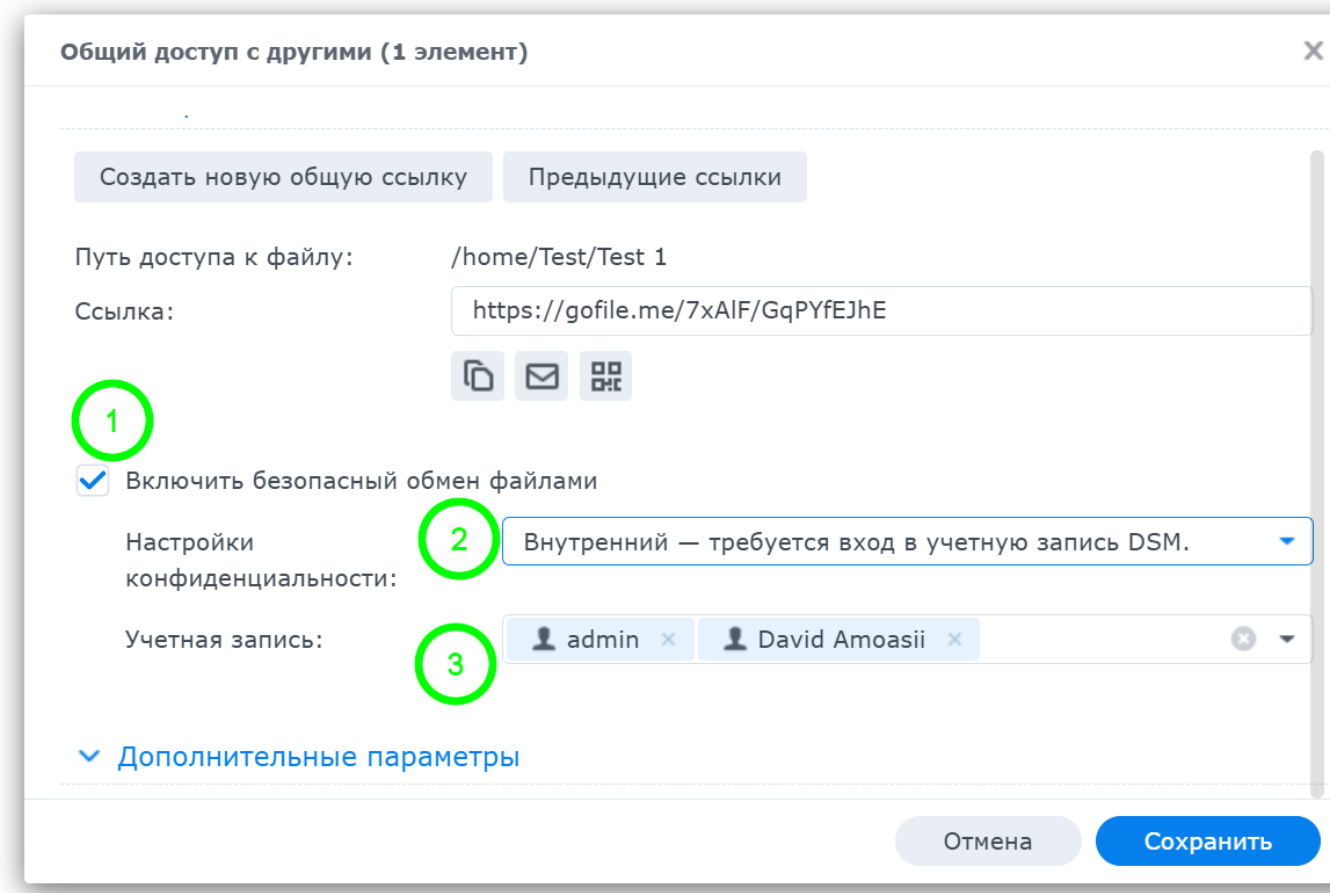 Общий доступ с другими (1 элемент)
Создать новую общую ссылку Предыдущие ссылки
Путь доступа к файлу: /home/Test/Test 1
Ссылка: https://gofile.me/7xAlF/GqPYfEJhE
1
Включить безопасный обмен файлами
Настройки 2 Внутренний — требуется вход в учетную запись DSM.
конфиденциальности:
Учетная запись: admin David Amoasii
3
Дополнительные параметры
Отмена Сохранить